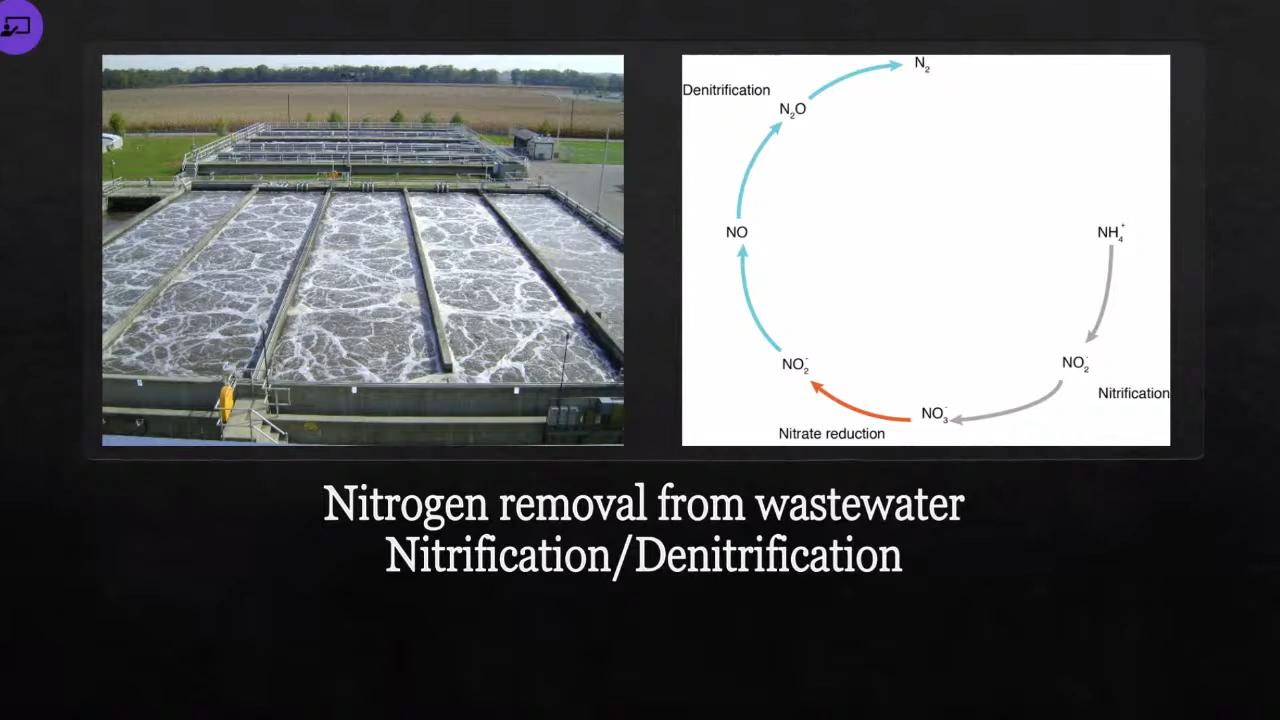 N₂
Denitrification
N₂O
NO
NH₄⁺
NO₂⁻
NO₂⁻
Nitrification
NO₃⁻
Nitrate reduction
Nitrogen removal from wastewater
Nitrification/Denitrification